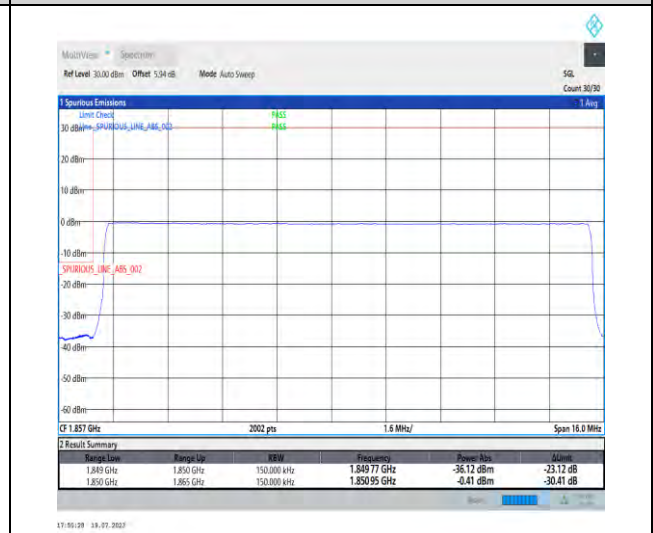 MultiView Spectrum
Ref Level 30.00 dBm Offset 5.94 dB Mode Auto Sweep SGL
Count 30/30
1 Spurious Emissions 1 Avg
Limit Check PASS
30 dBm Line _SPURIOUS_LINE_ABS_002 PASS
20 dBm
10 dBm
0 dBm
-10 dBm
_SPURIOUS_LINE_ABS_002
-20 dBm
-30 dBm
-40 dBm
-50 dBm
-60 dBm
CF 1.857 GHz 2002 pts 1.6 MHz/ Span 16.0 MHz
2 Result Summary
Range Low Range Up RBW Frequency Power Abs ΔLimit
1.849 GHz 1.850 GHz 150.000 kHz 1.849 77 GHz -36.12 dBm -23.12 dB
1.850 GHz 1.865 GHz 150.000 kHz 1.850 95 GHz -0.41 dBm -30.41 dB
17:50:28 19.07.2023